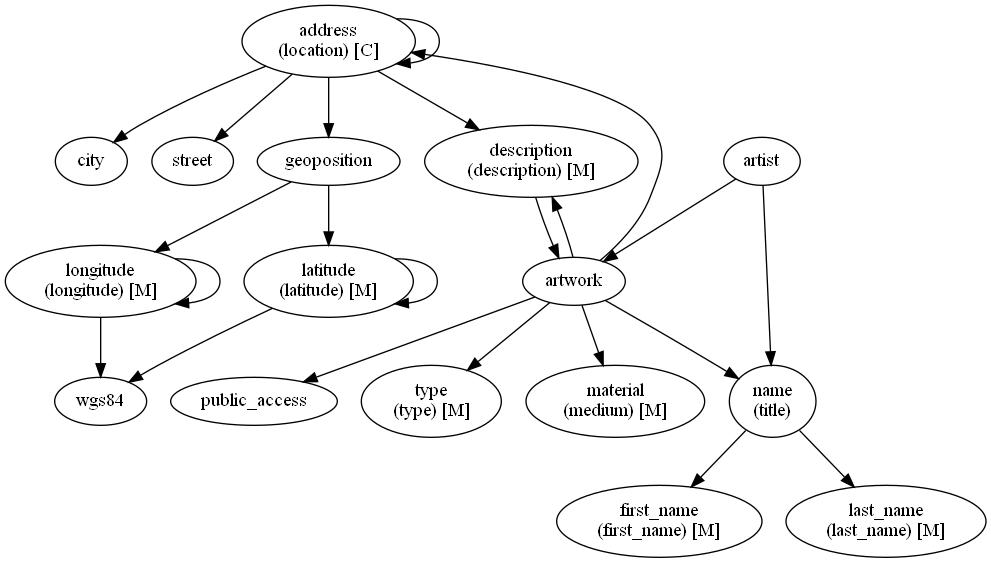 address
(location) [C]
city
street
geoposition
description
(description) [M]
artist
longitude
(longitude) [M]
latitude
(latitude) [M]
artwork
wgs84
public_access
type
(type) [M]
material
(medium) [M]
name
(title)
first_name
(first_name) [M]
last_name
(last_name) [M]